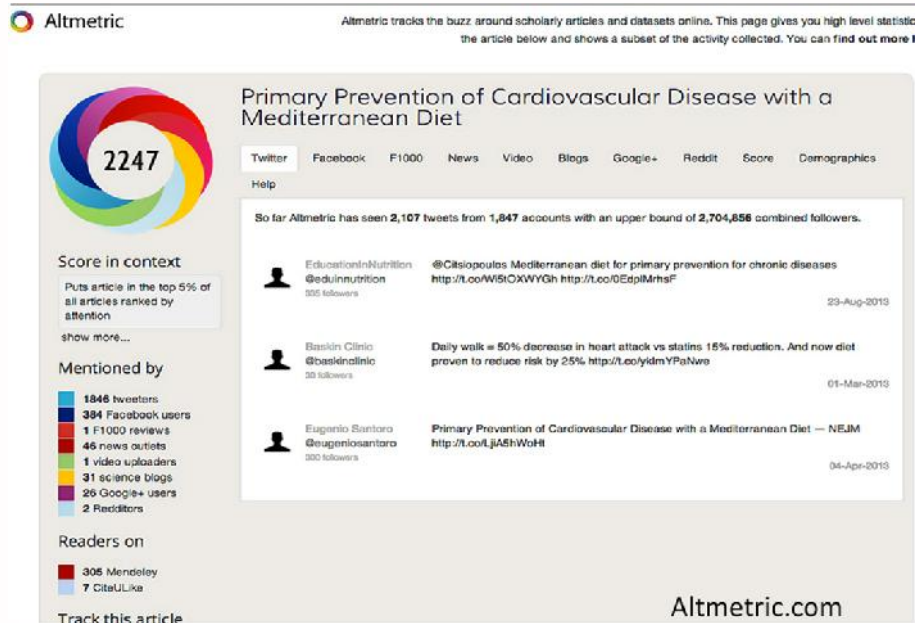 Altmetric
Altmetric tracks the buzz around scholarly articles and datasets online. This page gives you high level statistic
the article below and shows a subset of the activity collected. You can find out more
2247
Primary Prevention of Cardiovascular Disease with a
Mediterranean Diet
Twitter Facebook F1000 News Video Blogs Google+ Reddit Score Demographics
Help
So far Altmetric has seen 2,107 tweets from 1,847 accounts with an upper bound of 2,704,856 combined followers.
EducationInNutrition
@eduinnutrition
@Citsiopoulos Mediterranean diet for primary prevention for chronic diseases
23-Aug-2013
Baskin Clinic
@baskinclinic
Daily walk = 50% decrease in heart attack vs statins 15% reduction. And now diet
proven to reduce risk by 25% http://t.co/yklmYPaNwe
01-Mar-2013
Eugenio Santoro
@eugeniosantoro
Primary Prevention of Cardiovascular Disease with a Mediterranean Diet — NEJM
http://t.co/LjiA5hWoHt
04-Apr-2013
Score in context
Puts article in the top 5% of
all articles ranked by
attention
show more...
Mentioned by
1846 tweeters
384 Facebook users
1 F1000 reviews
46 news outlets
1 video uploaders
31 science blogs
26 Google+ users
2 Redditors
Readers on
305 Mendeley
7 CiteULike
Track this article
Altmetric.com